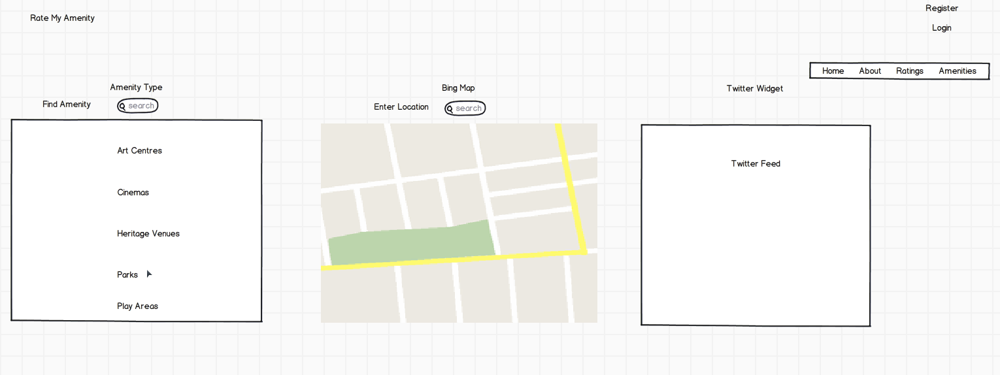 Rate My Amenity
Register
Login
Home About Ratings Amenities
Amenity Type
Find Amenity search
Art Centres
Cinemas
Heritage Venues
Parks
Play Areas
Bing Map
Enter Location search
Twitter Widget
Twitter Feed